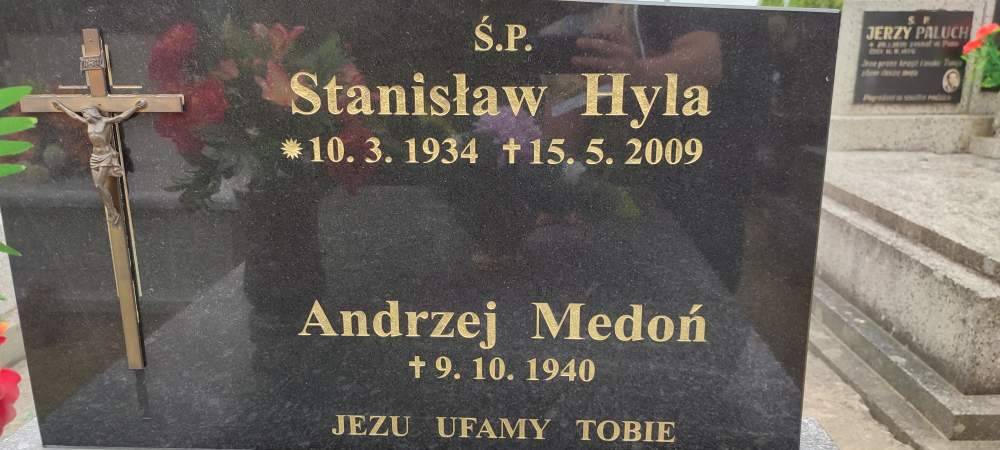 Ś.P.
Stanisław Hyla
✹10. 3. 1934 ✝15. 5. 2009
Andrzej Medoń
✝9. 10. 1940
JEZU UFAMY TOBIE
Ś. P.
JERZY PALUCH